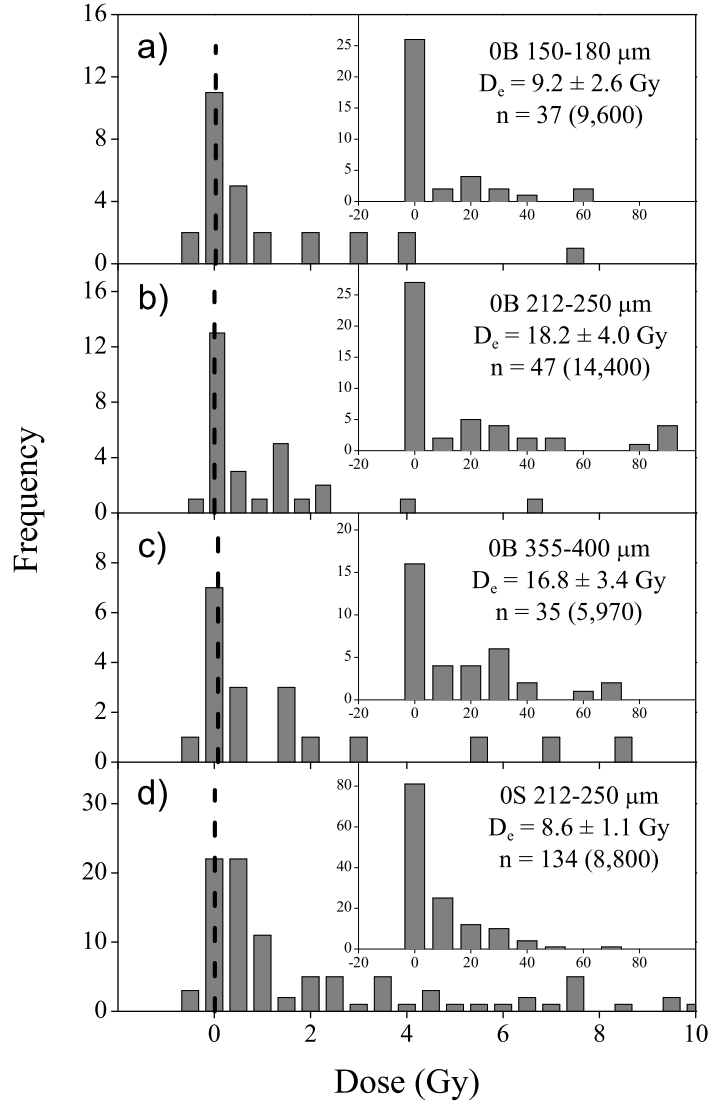 a)
16
12
8
4
0
25
20
15
10
5
0
-20 0 20 40 60 80
0B 150-180 μm
Dₑ = 9.2 ± 2.6 Gy
n = 37 (9,600)
b)
16
12
8
4
0
25
20
15
10
5
0
-20 0 20 40 60 80
0B 212-250 μm
Dₑ = 18.2 ± 4.0 Gy
n = 47 (14,400)
c)
8
6
4
2
0
20
15
10
5
0
-20 0 20 40 60 80
0B 355-400 μm
Dₑ = 16.8 ± 3.4 Gy
n = 35 (5,970)
d)
30
20
10
0
80
60
40
20
0
-20 0 20 40 60 80
0S 212-250 μm
Dₑ = 8.6 ± 1.1 Gy
n = 134 (8,800)
0 2 4 6 8 10
Frequency
Dose (Gy)